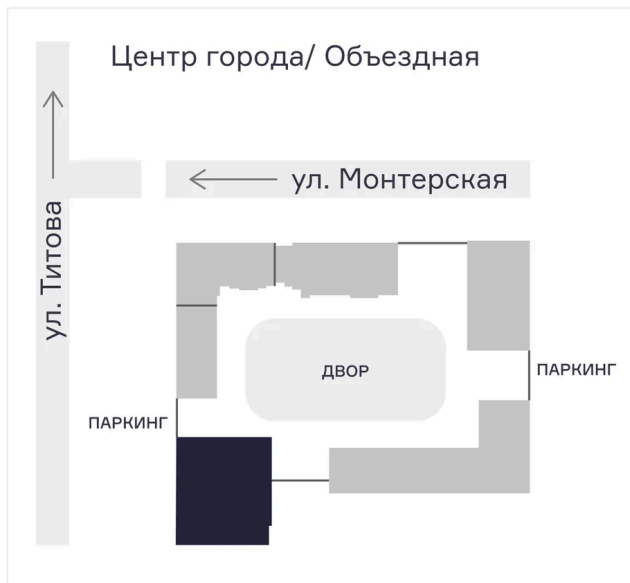 Центр города/ Объездная
ул. Монтерская
ул. Титова
ДВОР
ПАРКИНГ
ПАРКИНГ